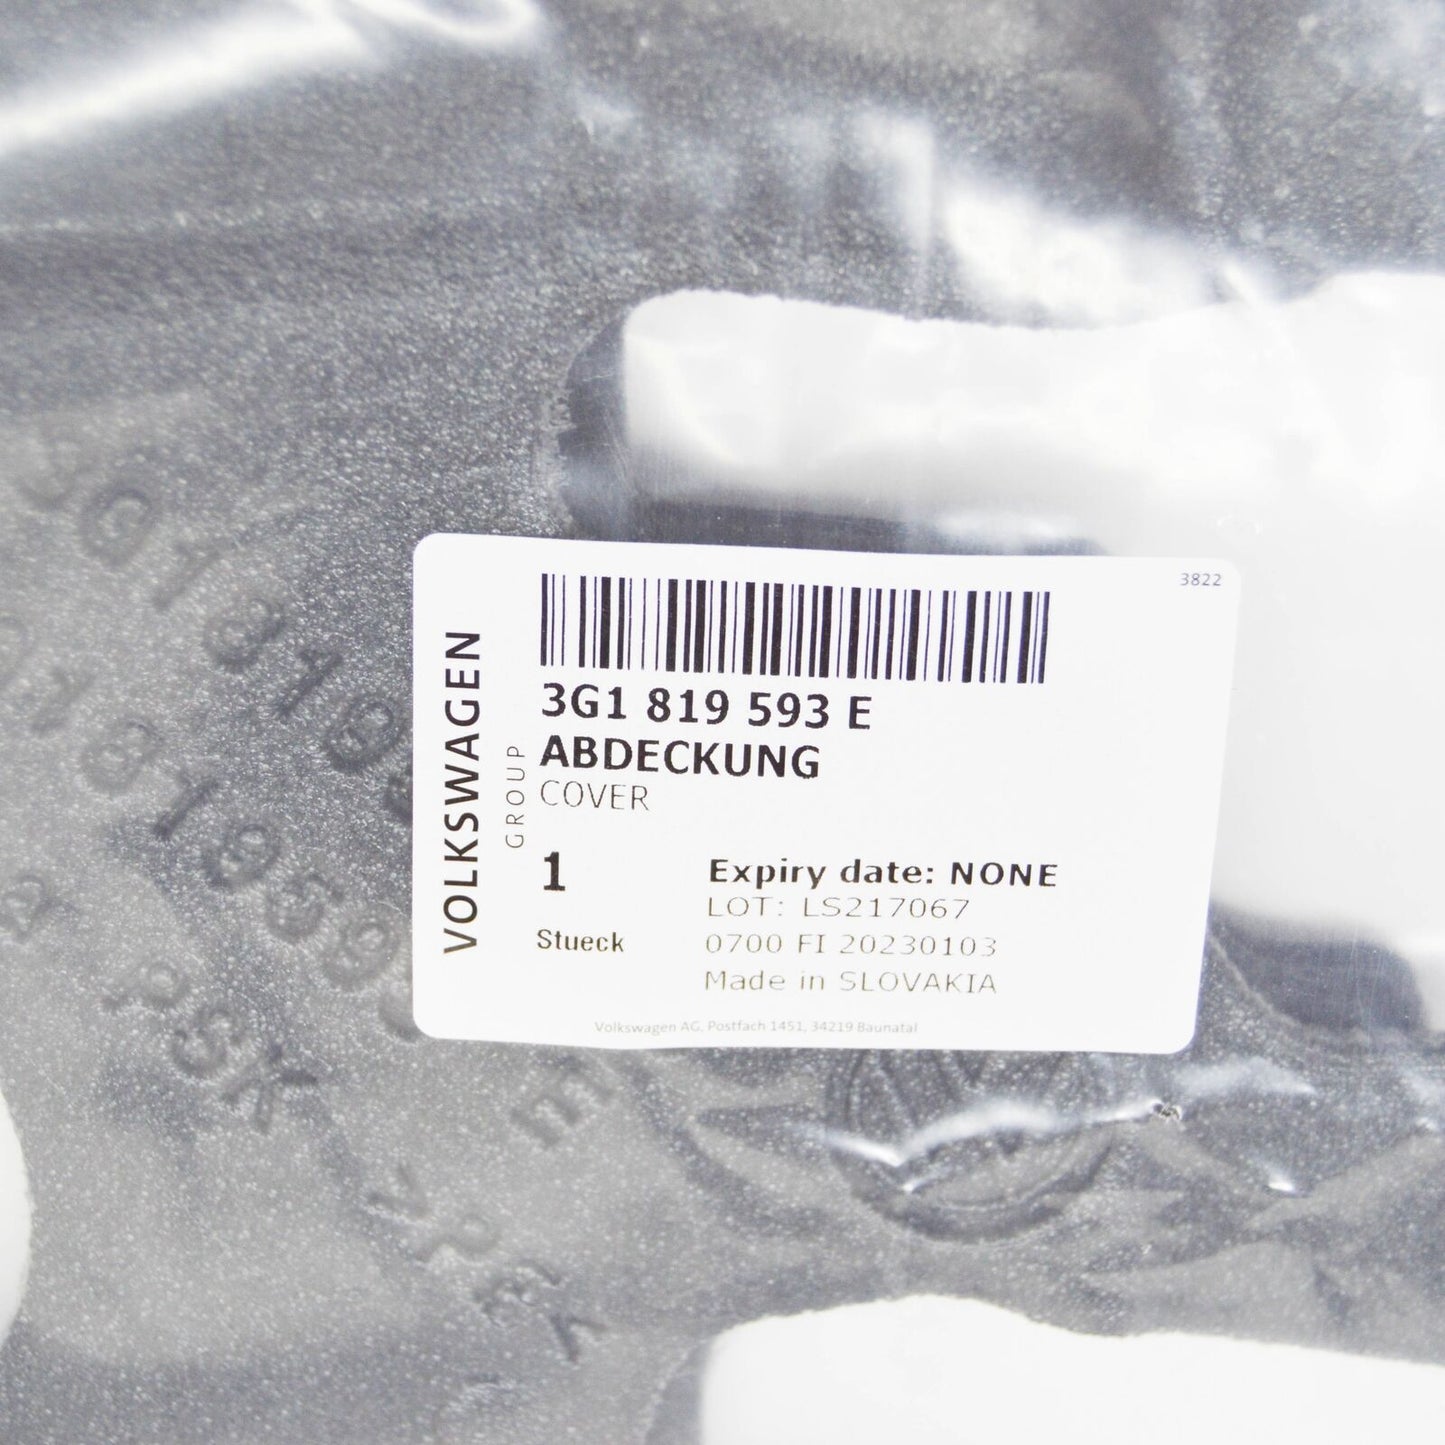 3822
VOLKSWAGEN
GROUP
3G1 819 593 E
ABDECKUNG
COVER
1
Stueck
Expiry date: NONE
LOT: LS217067
0700 FI 20230103
Made in SLOVAKIA
Volkswagen AG, Postfach 1451, 34219 Baunatal
PSK